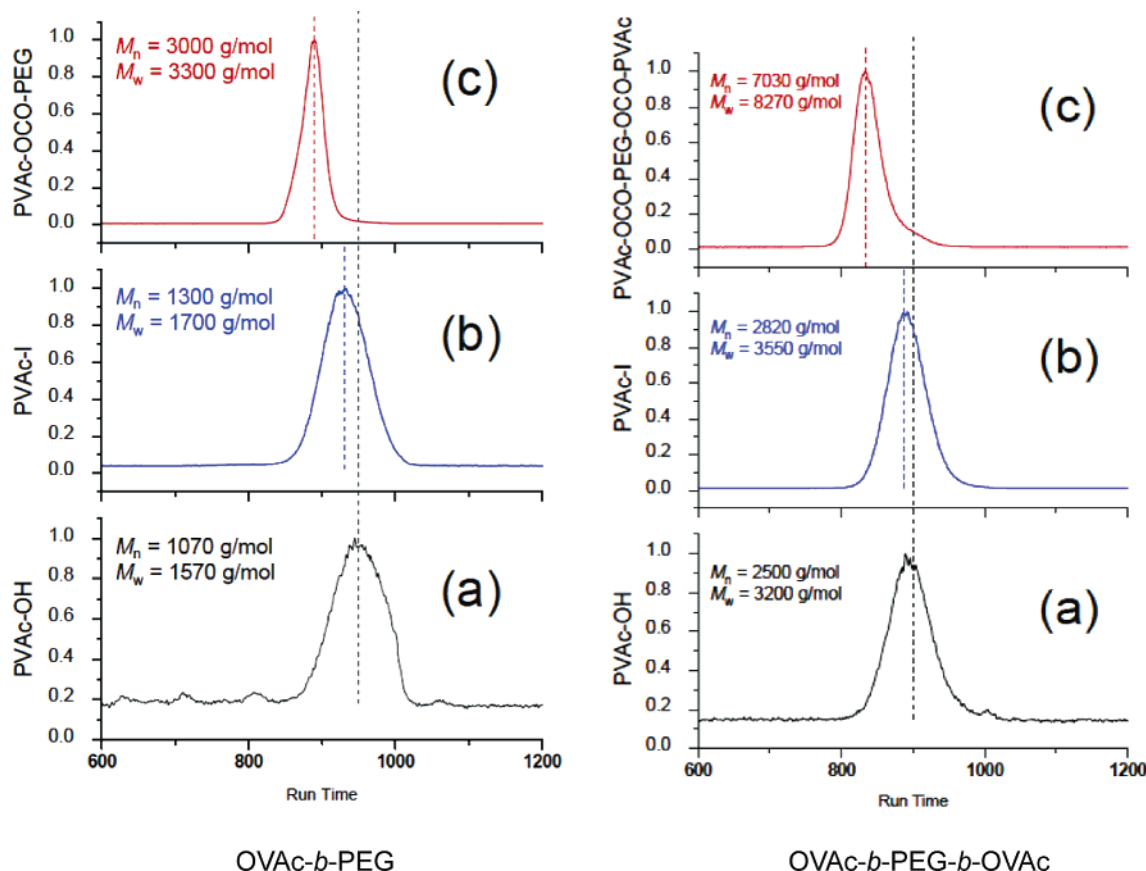 PVAc-OCO-PEG
1.0
0.8
0.6
0.4
0.2
0.0
Mn = 3000 g/mol
Mw = 3300 g/mol
(c)
PVAc-I
1.0
0.8
0.6
0.4
0.2
0.0
Mn = 1300 g/mol
Mw = 1700 g/mol
(b)
PVAc-OH
1.0
0.8
0.6
0.4
0.2
0.0
Mn = 1070 g/mol
Mw = 1570 g/mol
(a)
600 800 1000 1200
Run Time
OVAc-b-PEG
PVAc-OCO-PEG-OCO-PVAc
1.0
0.8
0.6
0.4
0.2
0.0
Mn = 7030 g/mol
Mw = 8270 g/mol
(c)
PVAc-I
1.0
0.8
0.6
0.4
0.2
0.0
Mn = 2820 g/mol
Mw = 3550 g/mol
(b)
PVAc-OH
1.0
0.8
0.6
0.4
0.2
0.0
Mn = 2500 g/mol
Mw = 3200 g/mol
(a)
600 800 1000 1200
Run Time
OVAc-b-PEG-b-OVAc